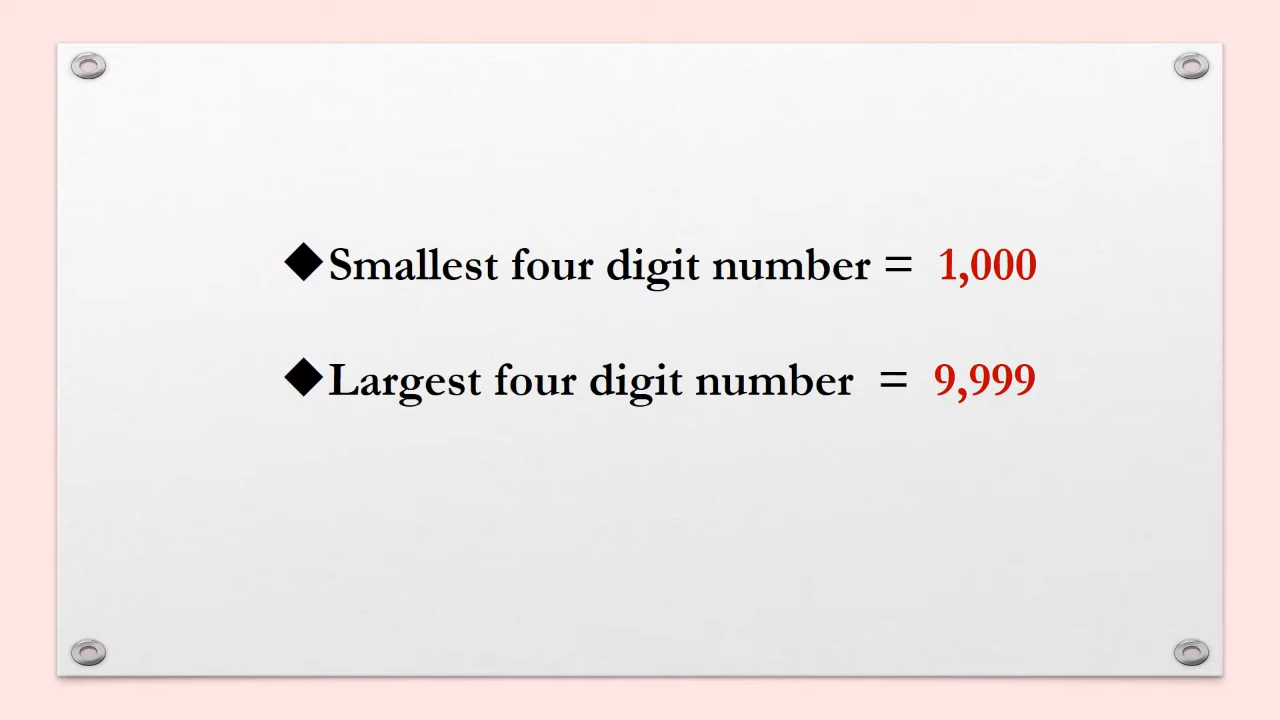 ◆Smallest four digit number = 1,000
◆Largest four digit number = 9,999